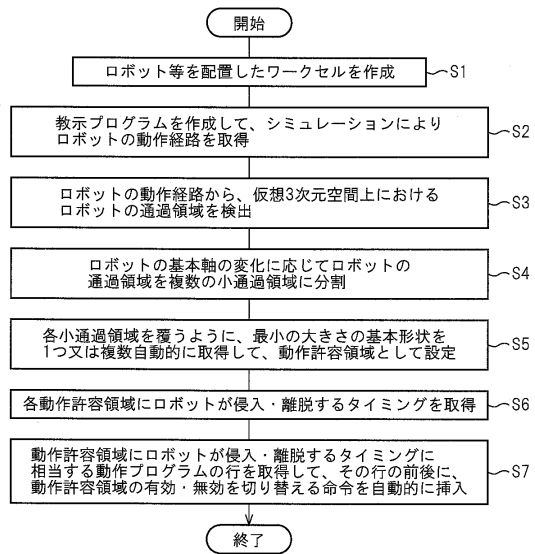 開始
ロボット等を配置したワークセルを作成
S1
教示プログラムを作成して、シミュレーションにより
ロボットの動作経路を取得
S2
ロボットの動作経路から、仮想3次元空間上における
ロボットの通過領域を検出
S3
ロボットの基本軸の変化に応じてロボットの
通過領域を複数の小通過領域に分割
S4
各小通過領域を覆うように、最小の大きさの基本形状を
1つ又は複数自動的に取得して、動作許容領域として設定
S5
各動作許容領域にロボットが侵入・離脱するタイミングを取得
S6
動作許容領域にロボットが侵入・離脱するタイミングに
相当する動作プログラムの行を取得して、その行の前後に、
動作許容領域の有効・無効を切り替える命令を自動的に挿入
S7
終了